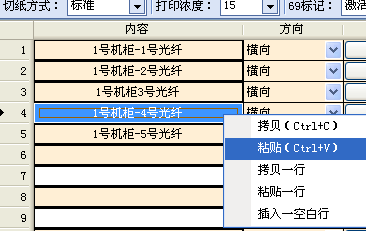 切纸方式： 标准 打印浓度： 15 69标记： 激活
内容 方向
1 1号机柜-1号光纤 横向
2 1号机柜-2号光纤 横向
3 1号机柜3号光纤 横向
4 1号机柜-4号光纤 横向
5 1号机柜-5号光纤
6
7
8
9
拷贝（Ctrl+C）
粘贴（Ctrl+V）
拷贝一行
粘贴一行
插入一空白行